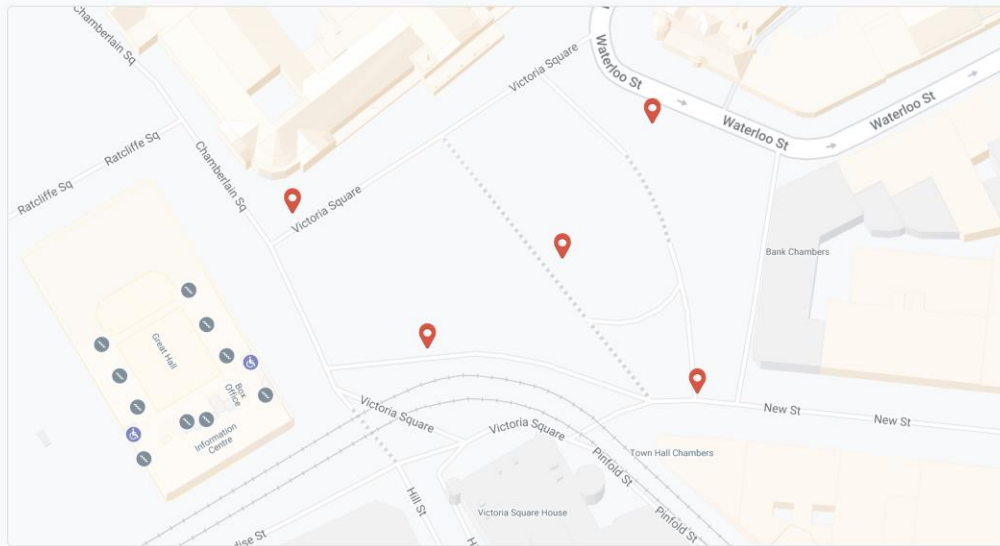 Chamberlain Sq
Victoria Square
Waterloo St
Waterloo St
Waterloo St
Ratcliffe Sq
Ratcliffe Sq
Chamberlain Sq
Victoria Square
Bank Chambers
Great Hall
Box
Office
Information
Centre
Victoria Square
Victoria Square
New St
New St
Town Hall Chambers
Pinfold St
Pinfold St
Hill St
Victoria Square House